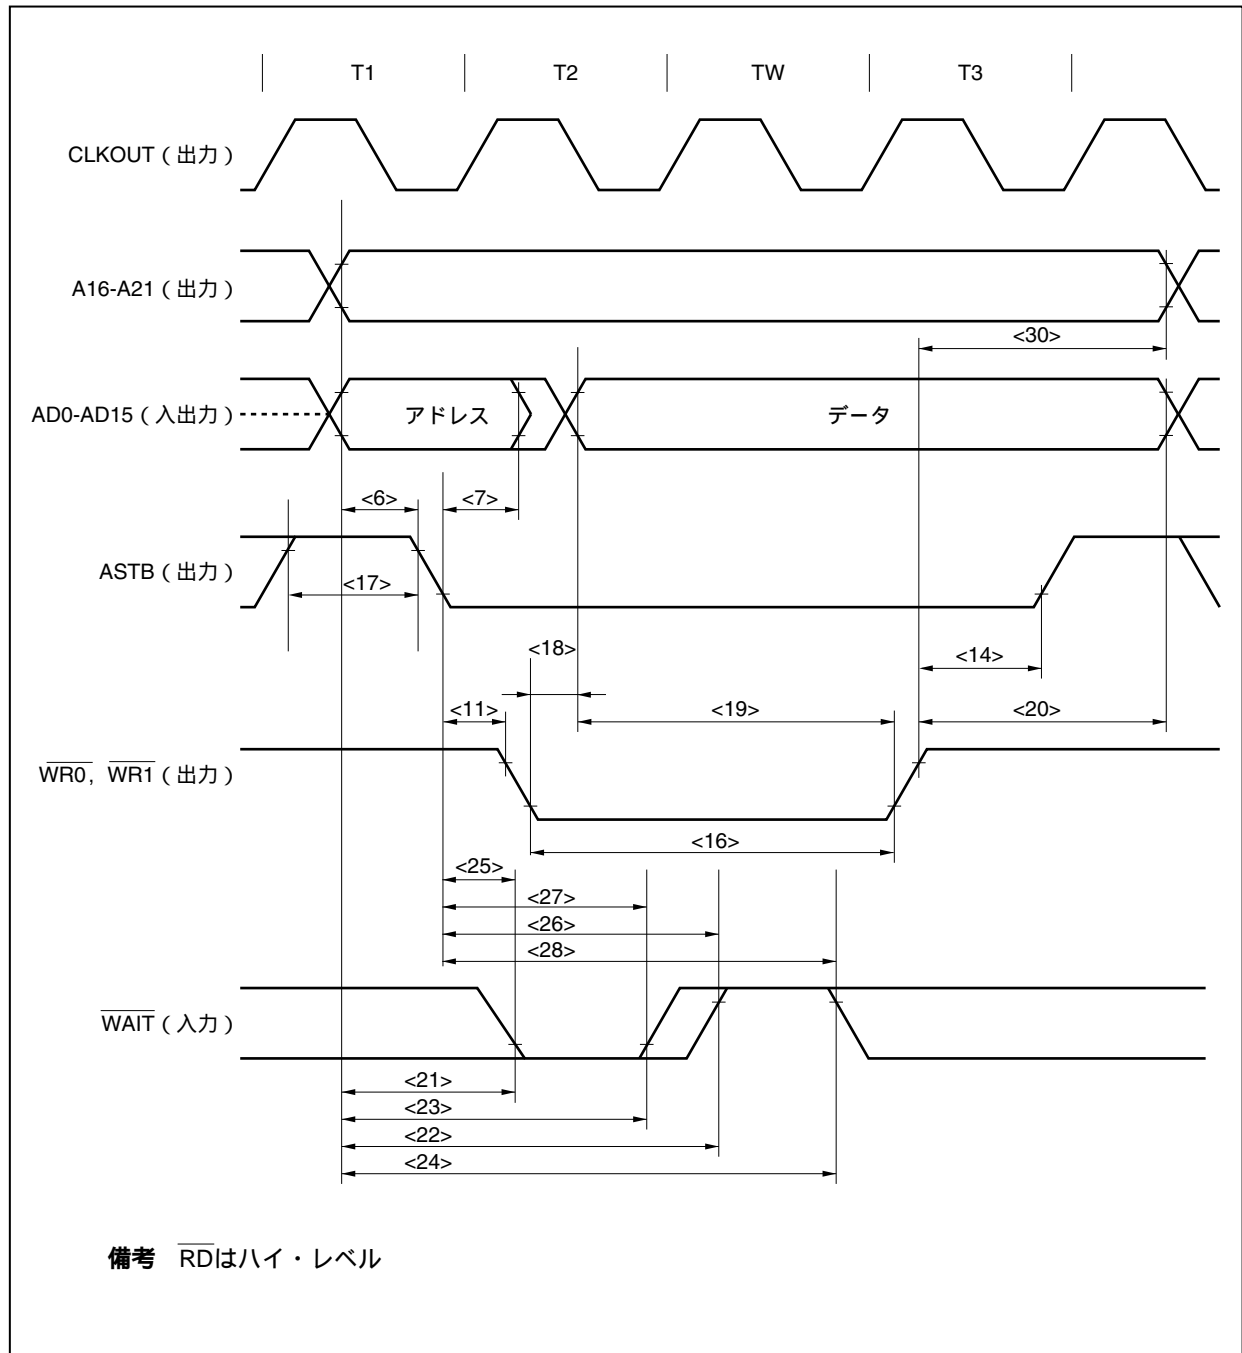 T1 T2 TW T3
CLKOUT（出力）
A16-A21（出力）
<30>
AD0-AD15（入出力）
アドレス
データ
<6> <7>
ASTB（出力）
<17>
<18>
<14>
<11> <19> <20>
WR0, WR1（出力）
<16>
<25>
<27>
<26>
<28>
WAIT（入力）
<21>
<23>
<22>
<24>
備考 RDはハイ・レベル